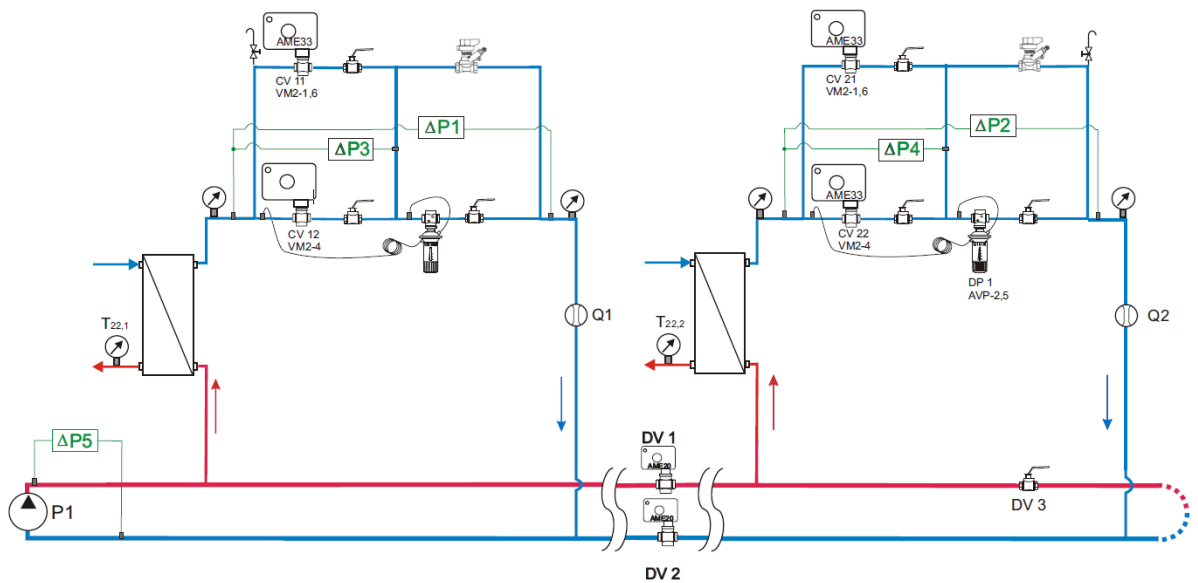 AME33
CV 11
VM2-1,6
ΔP1
ΔP3
CV 12
VM2-4
T22,1
Q1
ΔP5
P1
AME33
CV 21
VM2-1,6
ΔP2
ΔP4
AME33
CV 22
VM2-4
DP 1
AVP-2,5
T22,2
Q2
DV 1
AME20
AME20
DV 2
DV 3